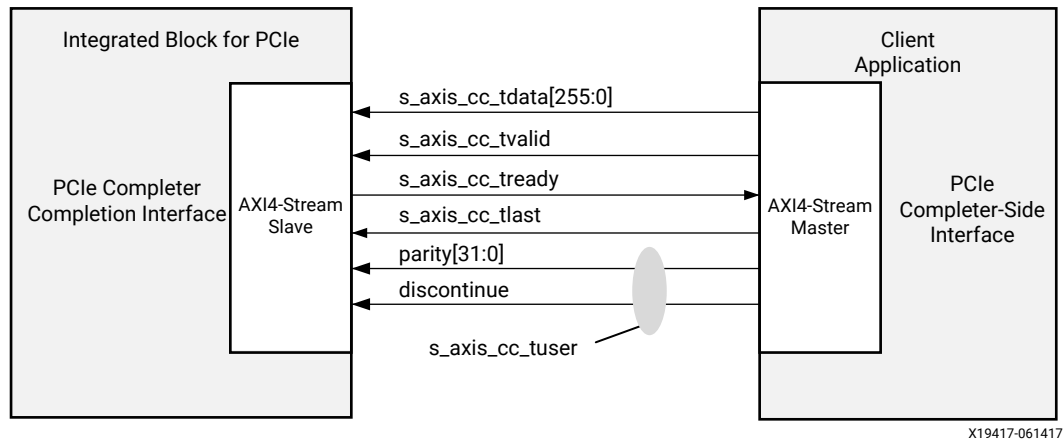 Integrated Block for PCIe
Client
Application
s_axis_cc_tdata[255:0]
s_axis_cc_tvalid
s_axis_cc_tready
s_axis_cc_tlast
parity[31:0]
discontinue
s_axis_cc_tuser
PCIe Completer
Completion Interface
AXI4-Stream
Slave
AXI4-Stream
Master
PCIe
Completer-Side
Interface
X19417-061417